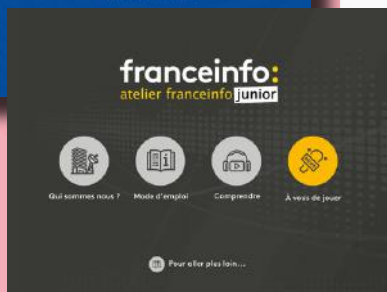 franceinfo:
atelier franceinfo junior
Qui sommes nous ?
Mode d'emploi
Comprendre
À vous de jouer
Pour aller plus loin...